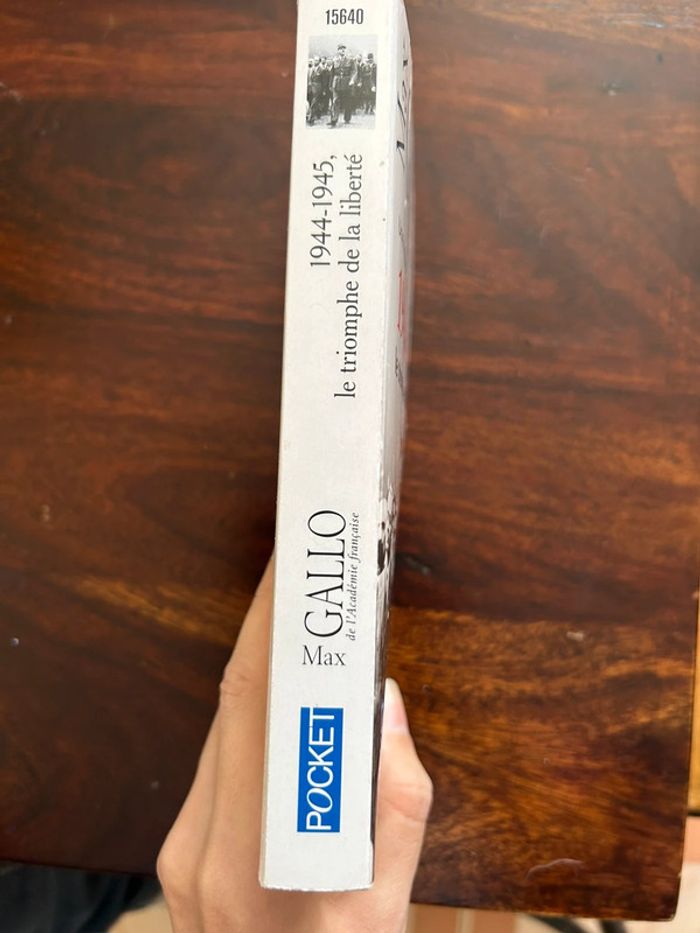 15640
1944-1945,
le triomphe de la liberté
Max
GALLO
de l'Académie française
POCKET